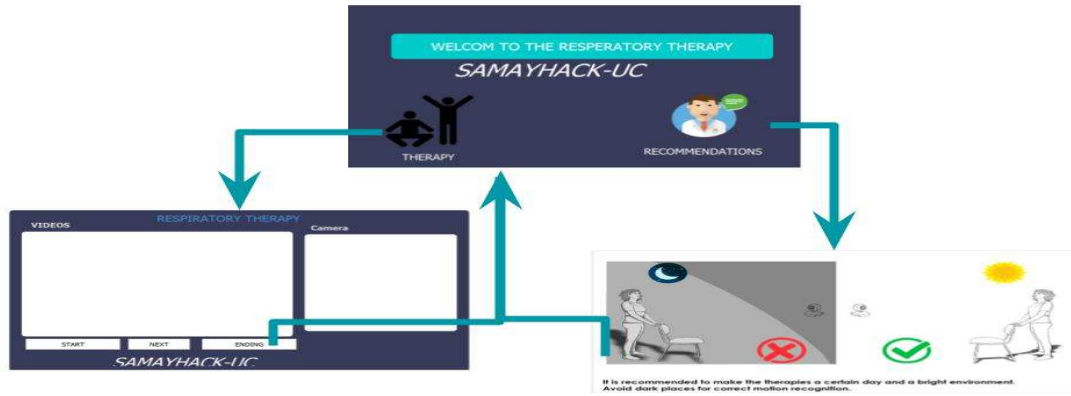 WELCOM TO THE RESPERATORY THERAPY
SAMAYHACK-UC
THERAPY
RECOMMENDATIONS
RESPIRATORY THERAPY
VIDEOS
Camera
START
NEXT
ENDING
SAMAYHACK-UC
It is recommended to make the therapies a certain day and a bright environment.
Avoid dark places for correct motion recognition.